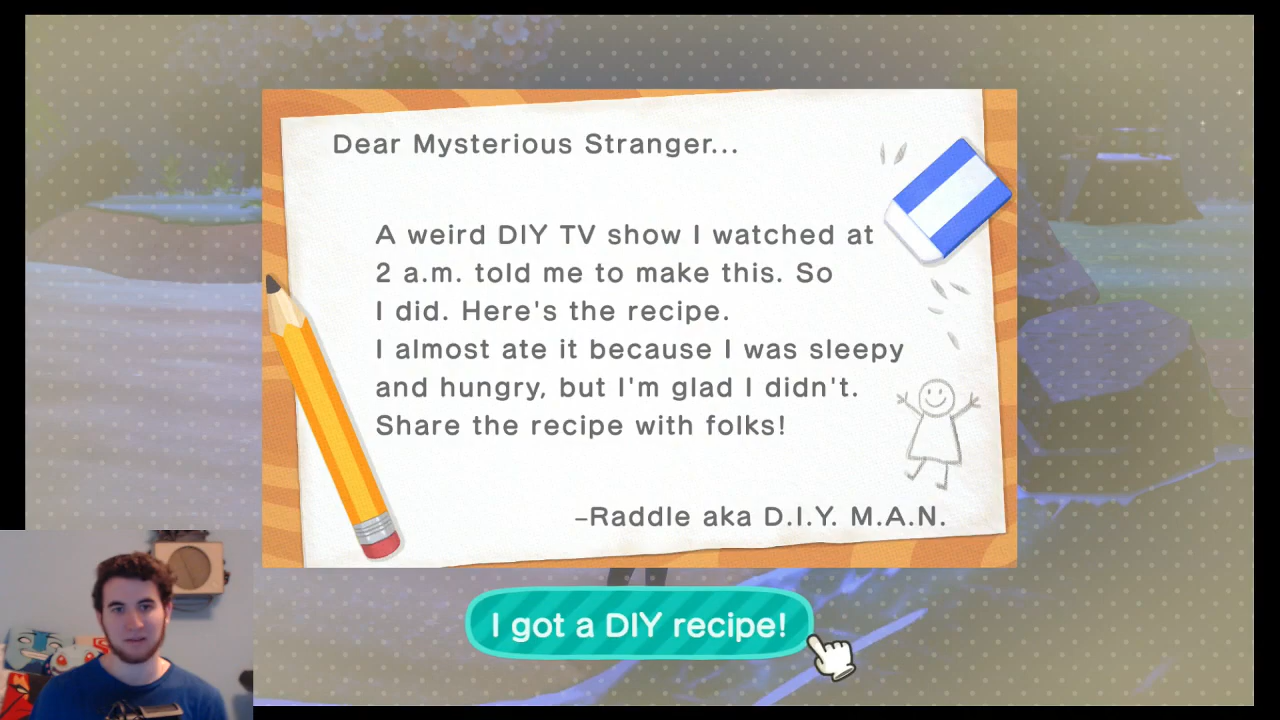 Dear Mysterious Stranger...
A weird DIY TV show I watched at
2 a.m. told me to make this. So
I did. Here's the recipe.
I almost ate it because I was sleepy
and hungry, but I'm glad I didn't.
Share the recipe with folks!
–Raddle aka D.I.Y. M.A.N.
I got a DIY recipe!